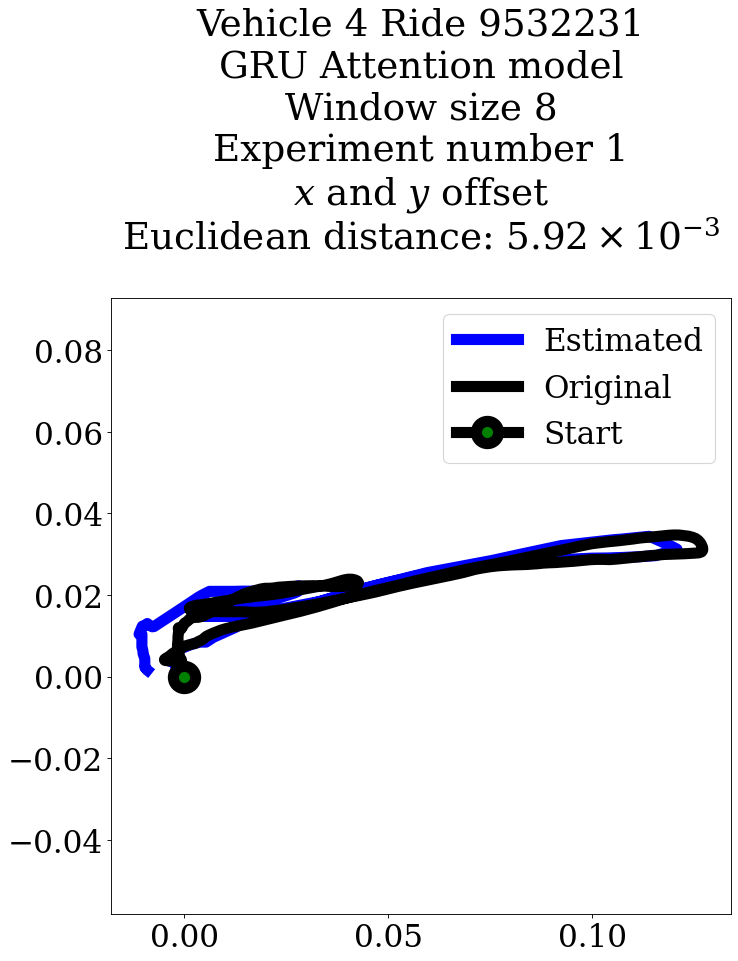 Vehicle 4 Ride 9532231
GRU Attention model
Window size 8
Experiment number 1
x and y offset
Euclidean distance: 5.92 × 10⁻³
Estimated
Original
Start
0.08
0.06
0.04
0.02
0.00
−0.02
−0.04
0.00 0.05 0.10